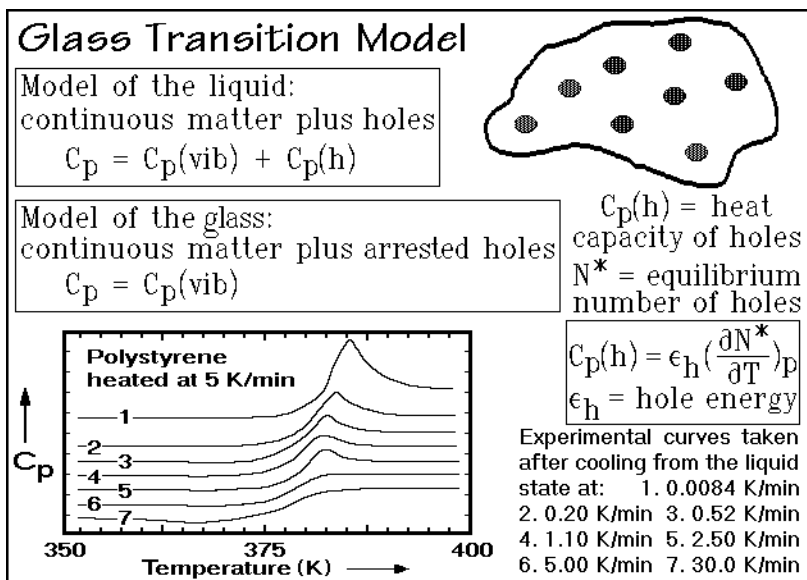 Glass Transition Model
Model of the liquid:
continuous matter plus holes
Cₚ = Cₚ(vib) + Cₚ(h)
Model of the glass:
continuous matter plus arrested holes
Cₚ = Cₚ(vib)
Cₚ(h) = heat
capacity of holes
N* = equilibrium
number of holes
Cₚ(h) = ϵₕ(∂N*/∂T)ₚ
ϵₕ = hole energy
Polystyrene
heated at 5 K/min
1
2
3
4
5
6
7
Cₚ
350
375
400
Temperature (K)
Experimental curves taken
after cooling from the liquid
state at: 1. 0.0084 K/min
2. 0.20 K/min 3. 0.52 K/min
4. 1.10 K/min 5. 2.50 K/min
6. 5.00 K/min 7. 30.0 K/min